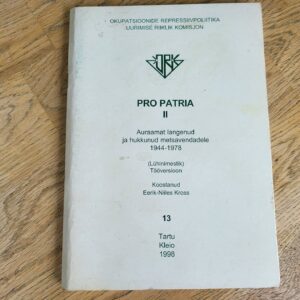 OKUPATSIOONIDE REPRESSIIVPOLIITIKA
UURIMISE RIIKLIK KOMISJON
PRO PATRIA
II
Auraamat langenud
ja hukkunud metsavendadele
1944-1978
(Lühinimestik)
Tööversioon
Koostanud
Eerik-Niiles Kross
13
Tartu
Kleio
1998